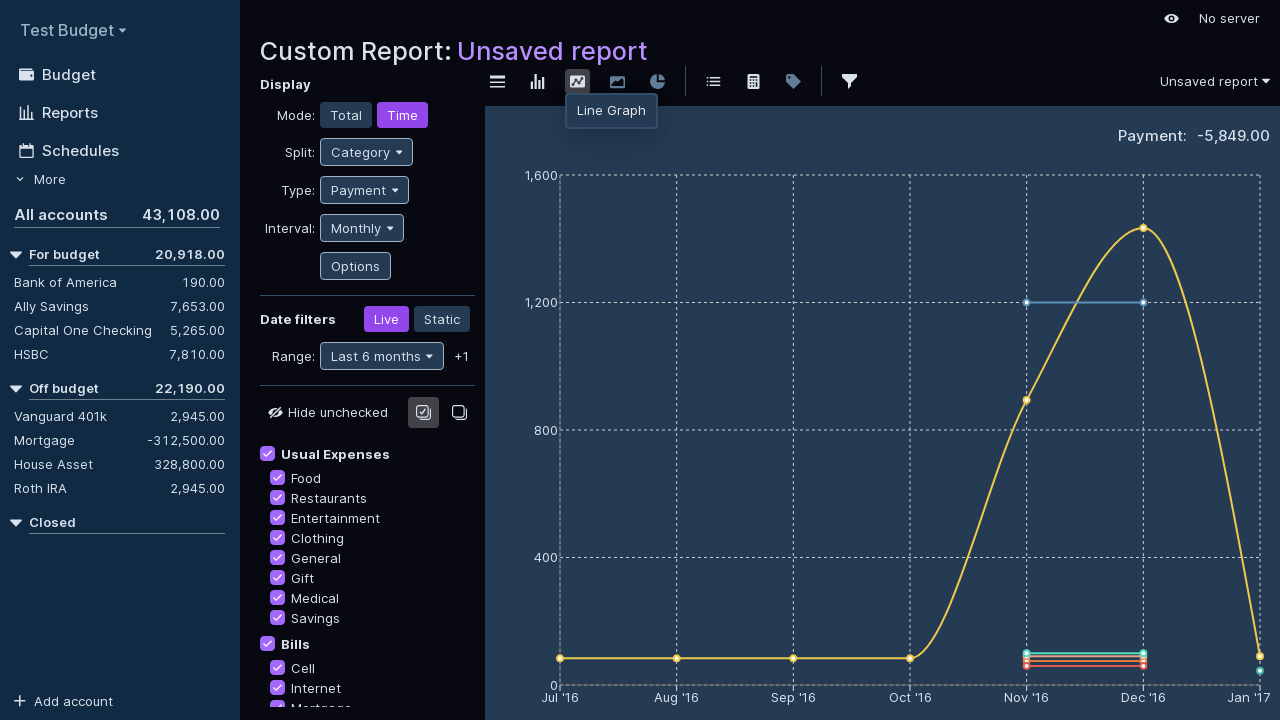 Test Budget
Budget
Reports
Schedules
More
All accounts 43,108.00
For budget 20,918.00
Bank of America 190.00
Ally Savings 7,653.00
Capital One Checking 5,265.00
HSBC 7,810.00
Off budget 22,190.00
Vanguard 401k 2,945.00
Mortgage -312,500.00
House Asset 328,800.00
Roth IRA 2,945.00
Closed
Add account
No server
Custom Report: Unsaved report
Display
Mode: Total Time
Split: Category
Type: Payment
Interval: Monthly
Options
Date filters Live Static
Range: Last 6 months +1
Hide unchecked
Usual Expenses
Food
Restaurants
Entertainment
Clothing
General
Gift
Medical
Savings
Bills
Cell
Internet
Mortgage
Unsaved report
Line Graph
Payment: -5,849.00
1,600
1,200
800
400
0
Jul '16 Aug '16 Sep '16 Oct '16 Nov '16 Dec '16 Jan '17